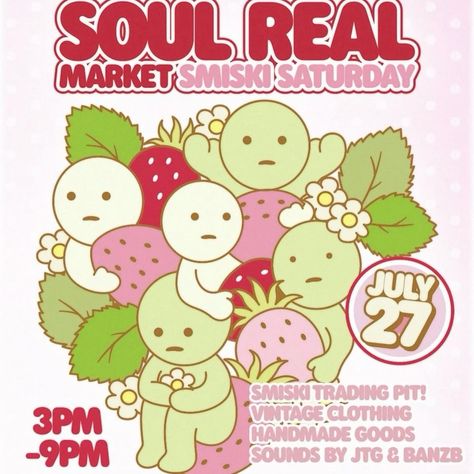 SOUL REAL
MARKET SMISKI SATURDAY
JULY
27
3PM
-9PM
SMISKI TRADING PIT!
VINTAGE CLOTHING
HANDMADE GOODS
SOUNDS BY JTG & BANZB